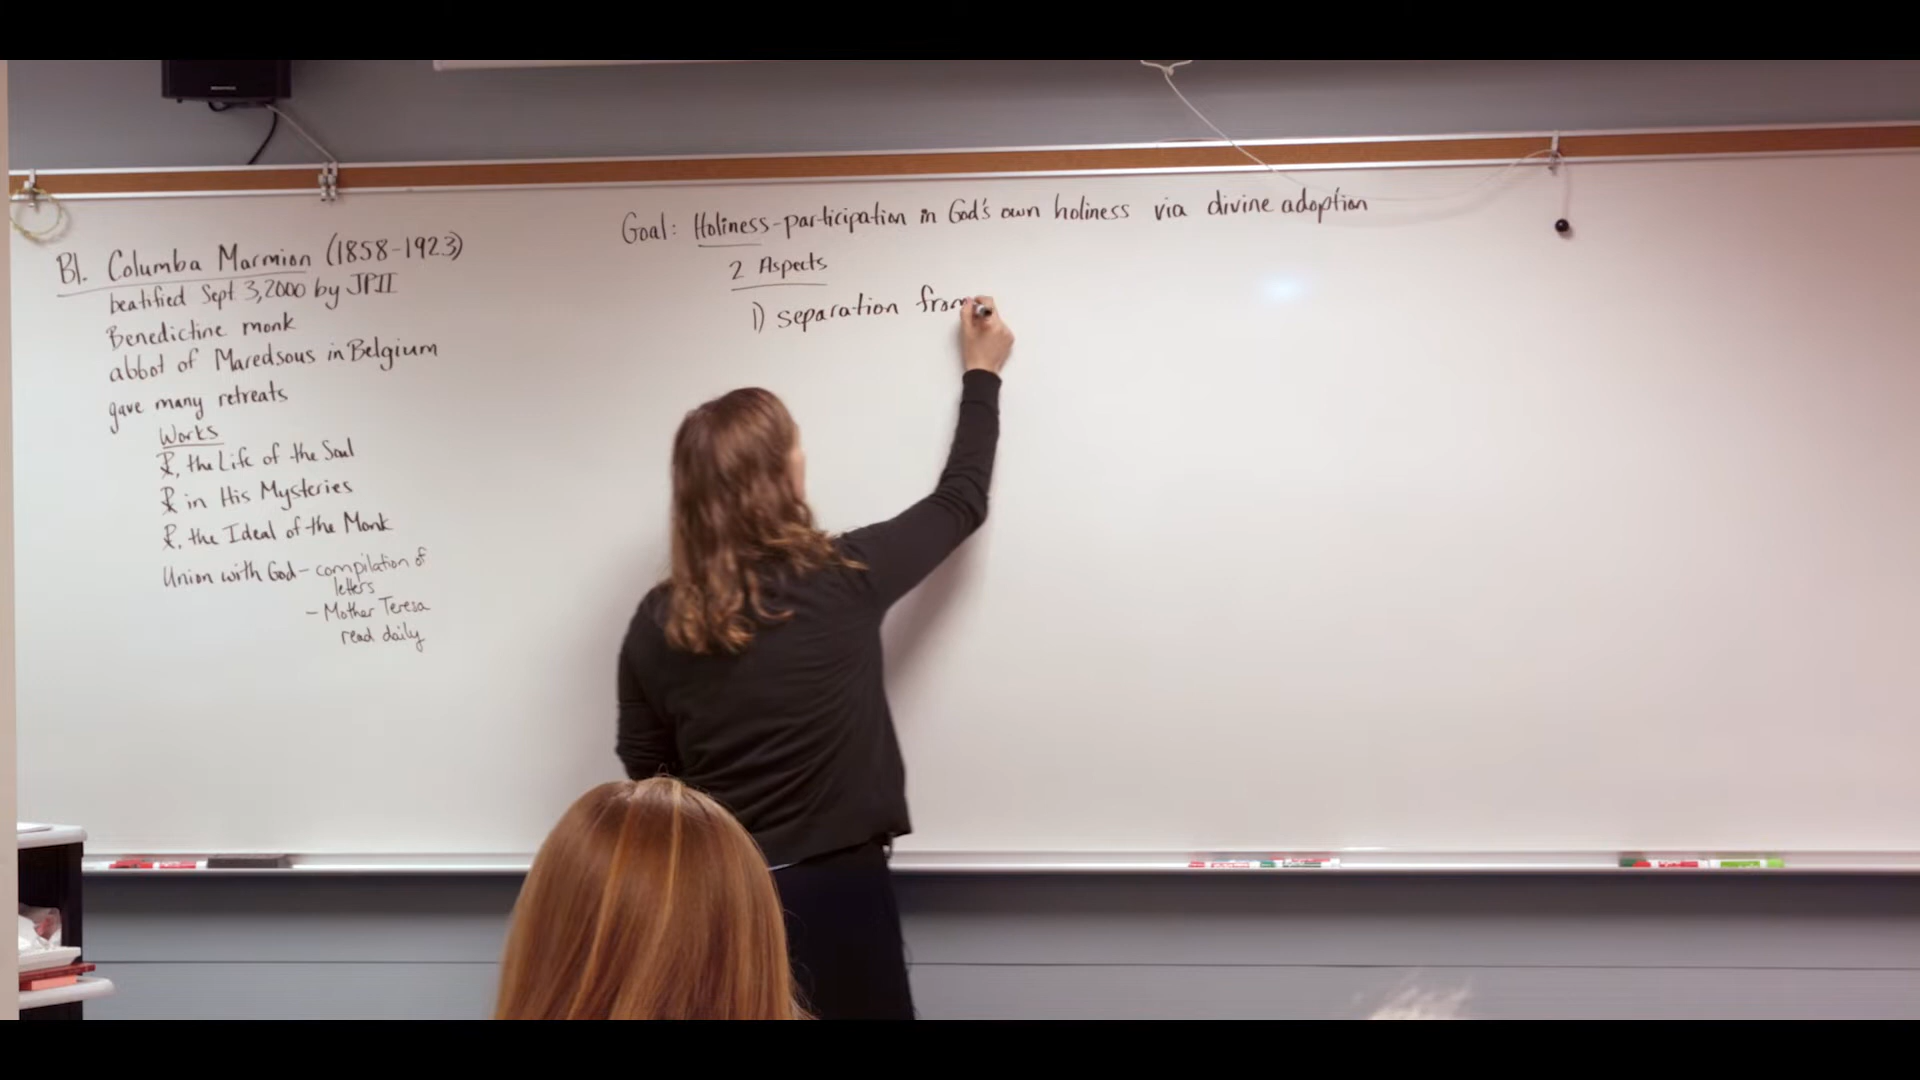 Bl. Columba Marmion (1858-1923)
beatified Sept 3, 2000 by JPII
Benedictine monk
abbot of Maredsous in Belgium
gave many retreats
Works
☧, the Life of the Soul
☧ in His Mysteries
☧, the Ideal of the Monk
Union with God - compilation of
letters
- Mother Teresa
read daily
Goal: Holiness - participation in God's own holiness via divine adoption
2 Aspects
1) separation from